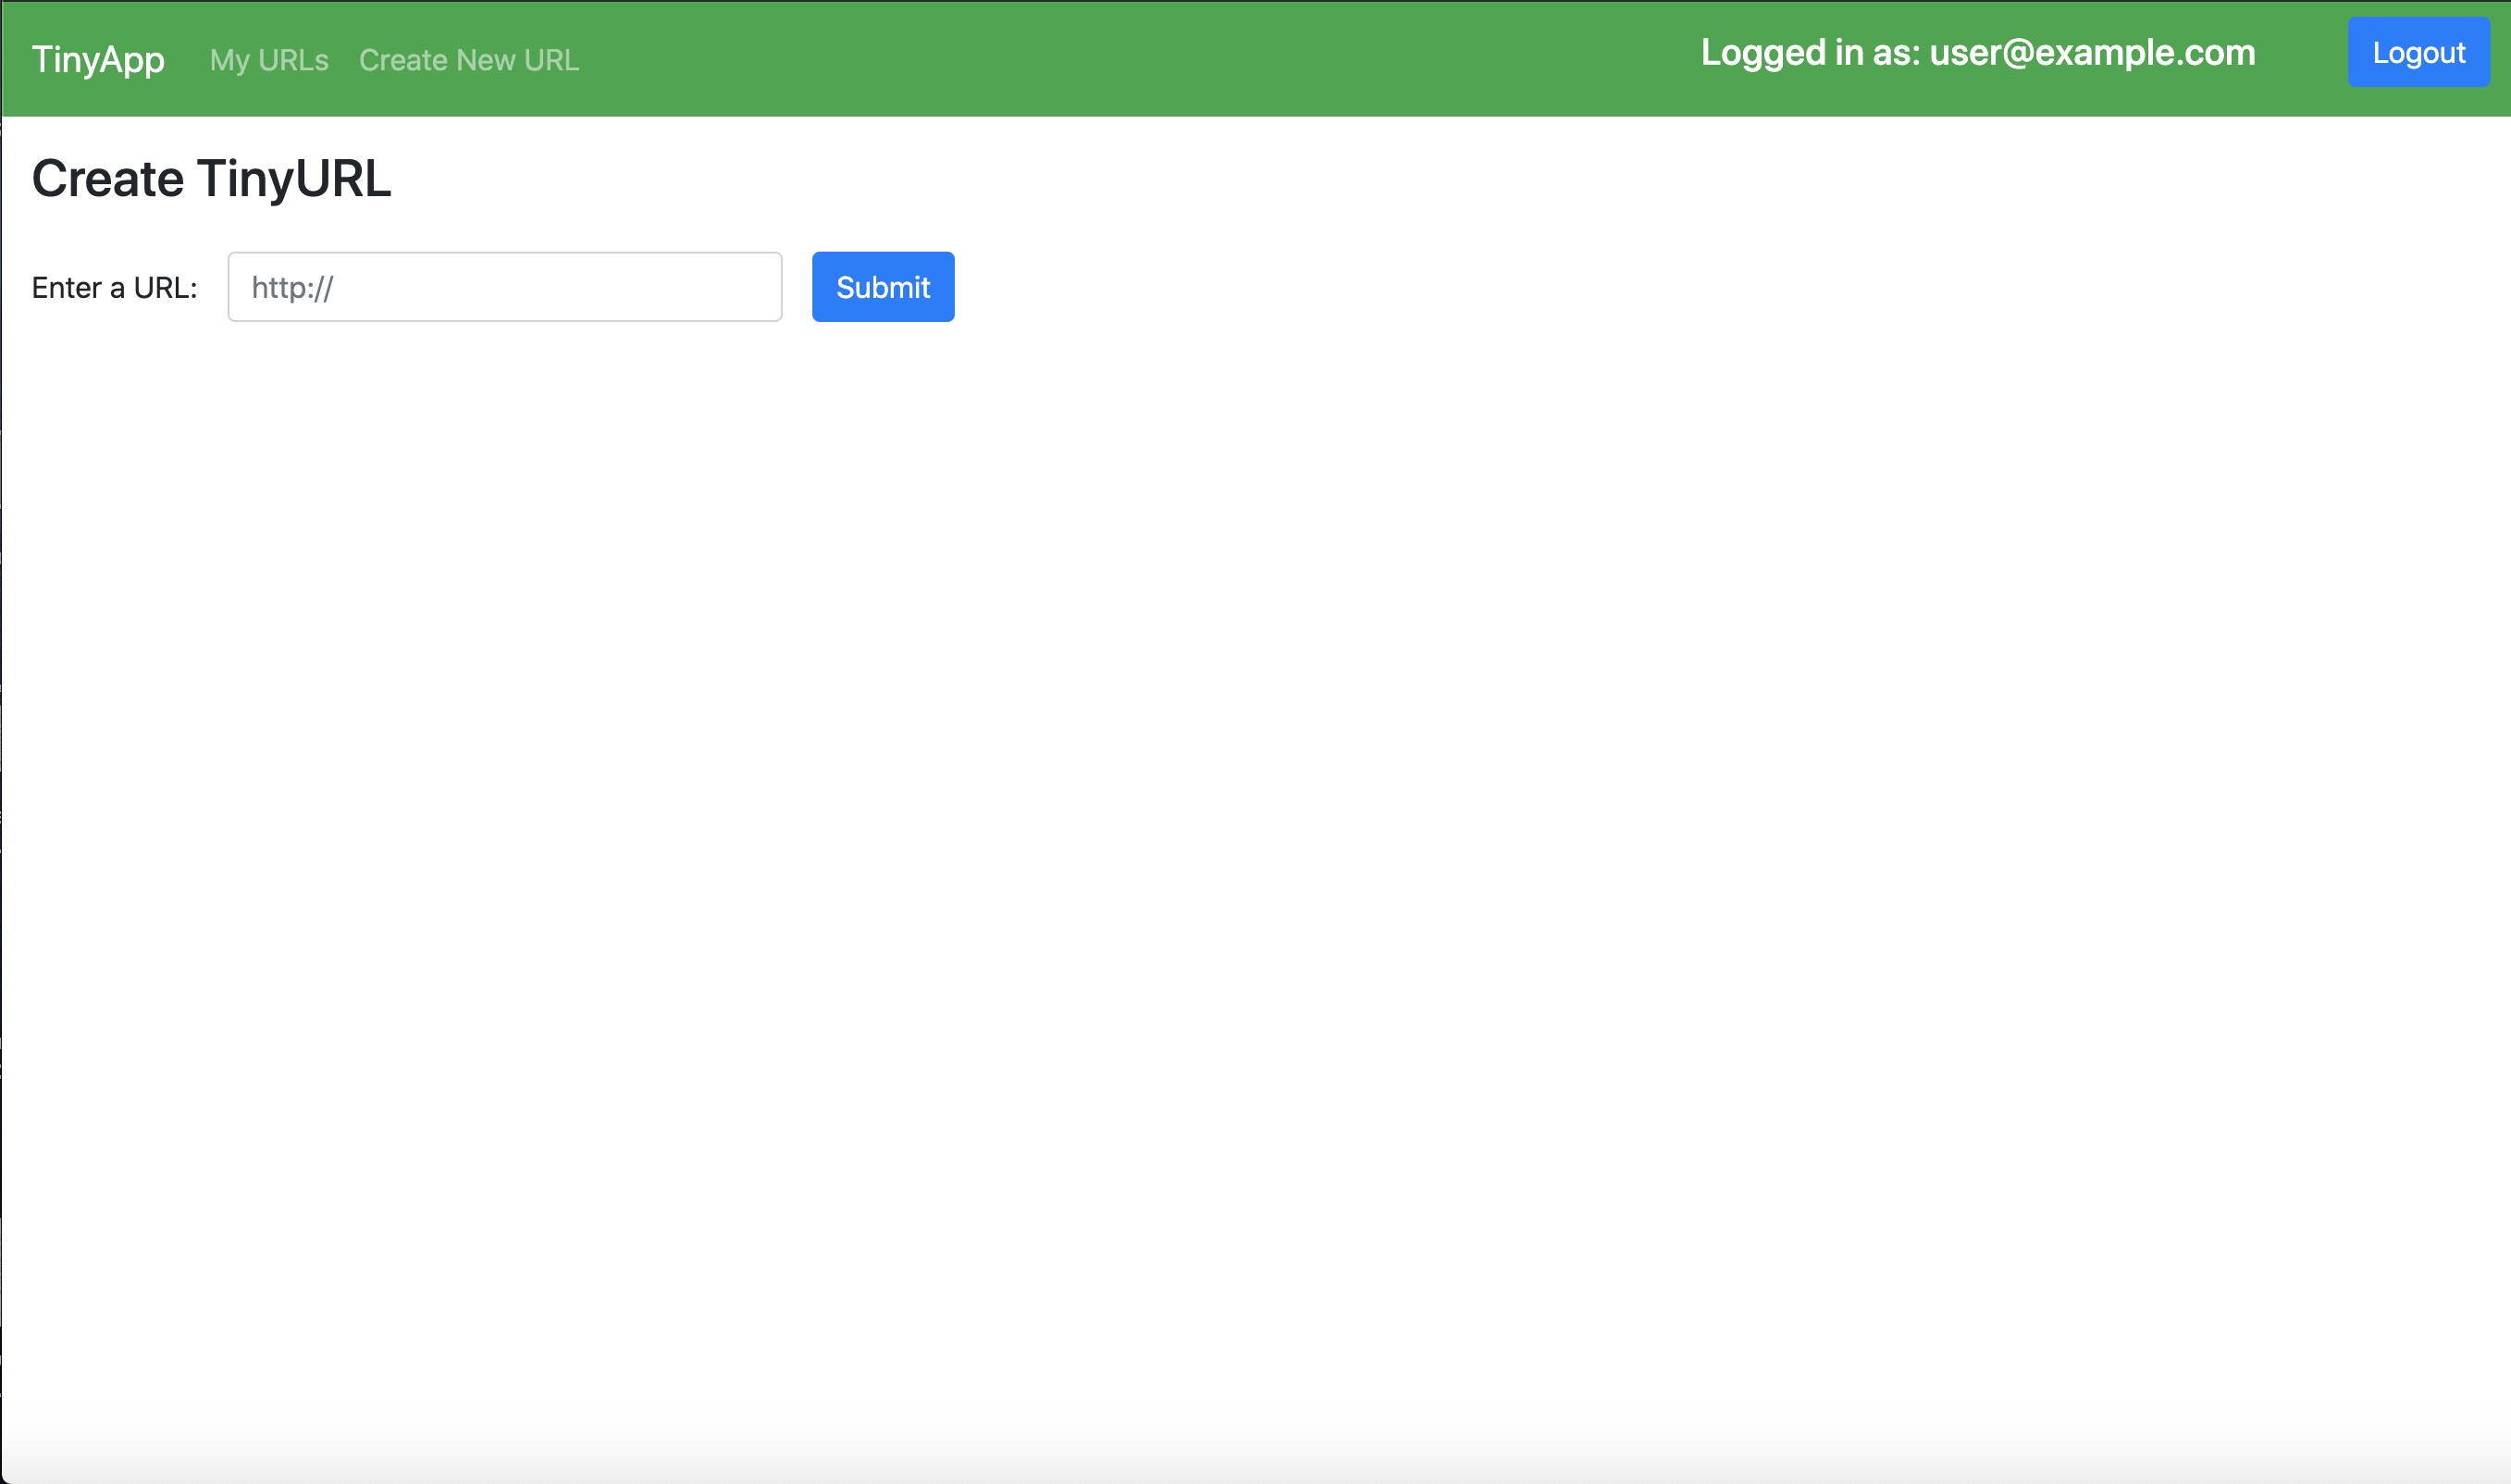 TinyApp My URLs Create New URL Logged in as: user@example.com Logout
Create TinyURL
Enter a URL: http:// Submit